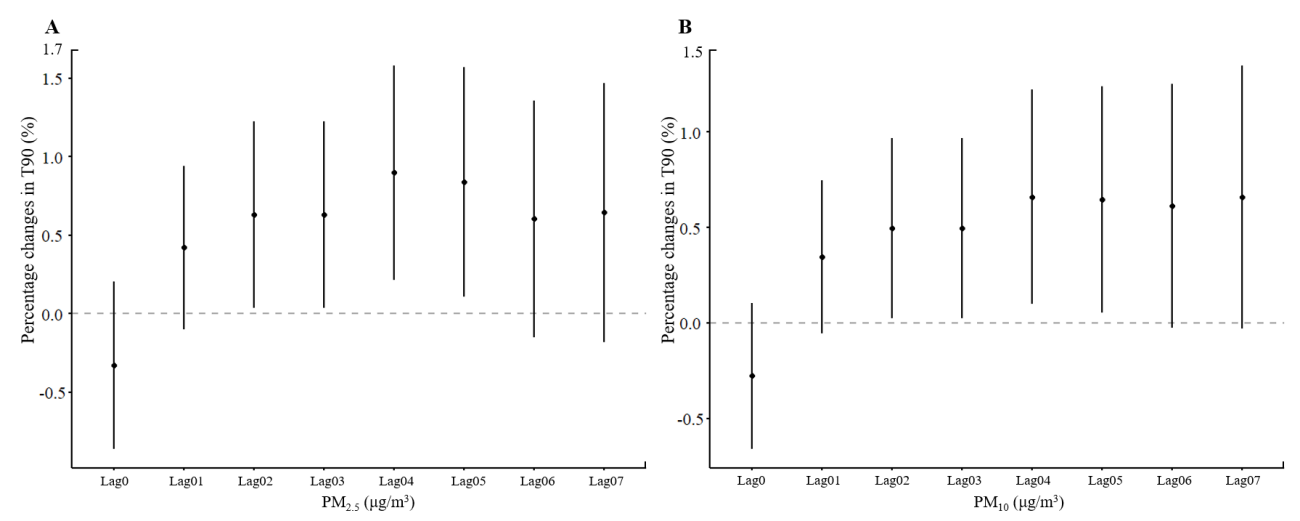 A
Percentage changes in T90 (%)
1.7
1.5
1.0
0.5
0.0
-0.5
Lag0 Lag01 Lag02 Lag03 Lag04 Lag05 Lag06 Lag07
PM2.5 (μg/m³)
B
Percentage changes in T90 (%)
1.5
1.0
0.5
0.0
-0.5
Lag0 Lag01 Lag02 Lag03 Lag04 Lag05 Lag06 Lag07
PM10 (μg/m³)